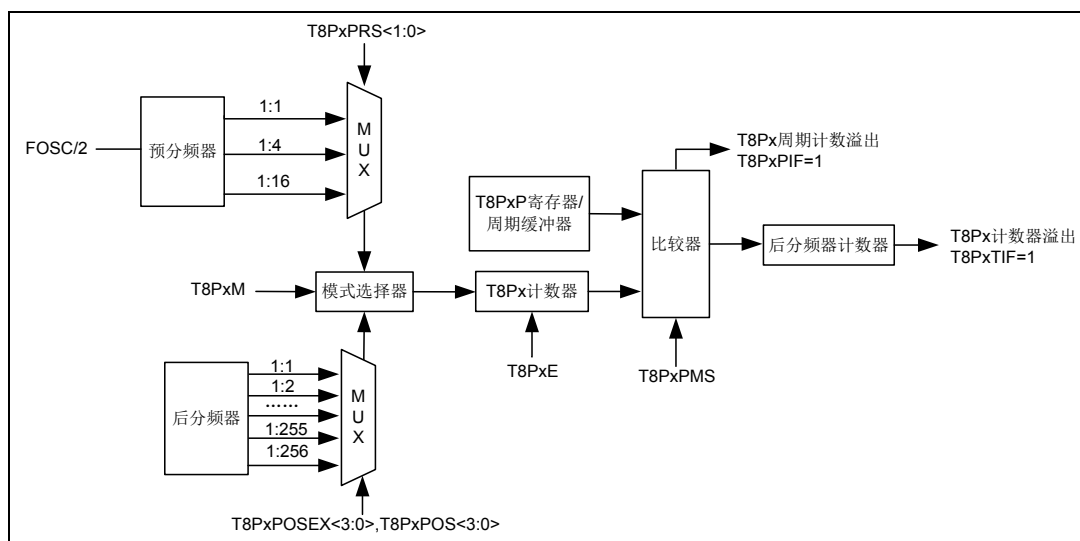 T8PxPRS<1:0>
FOSC/2
预分频器
1:1
1:4
1:16
MUX
T8PxP寄存器/
周期缓冲器
比较器
T8Px周期计数溢出
T8PxPIF=1
后分频器计数器
T8Px计数器溢出
T8PxTIF=1
T8PxM
模式选择器
T8Px计数器
T8PxE
T8PxPMS
后分频器
1:1
1:2
……
1:255
1:256
MUX
T8PxPOSEX<3:0>,T8PxPOS<3:0>